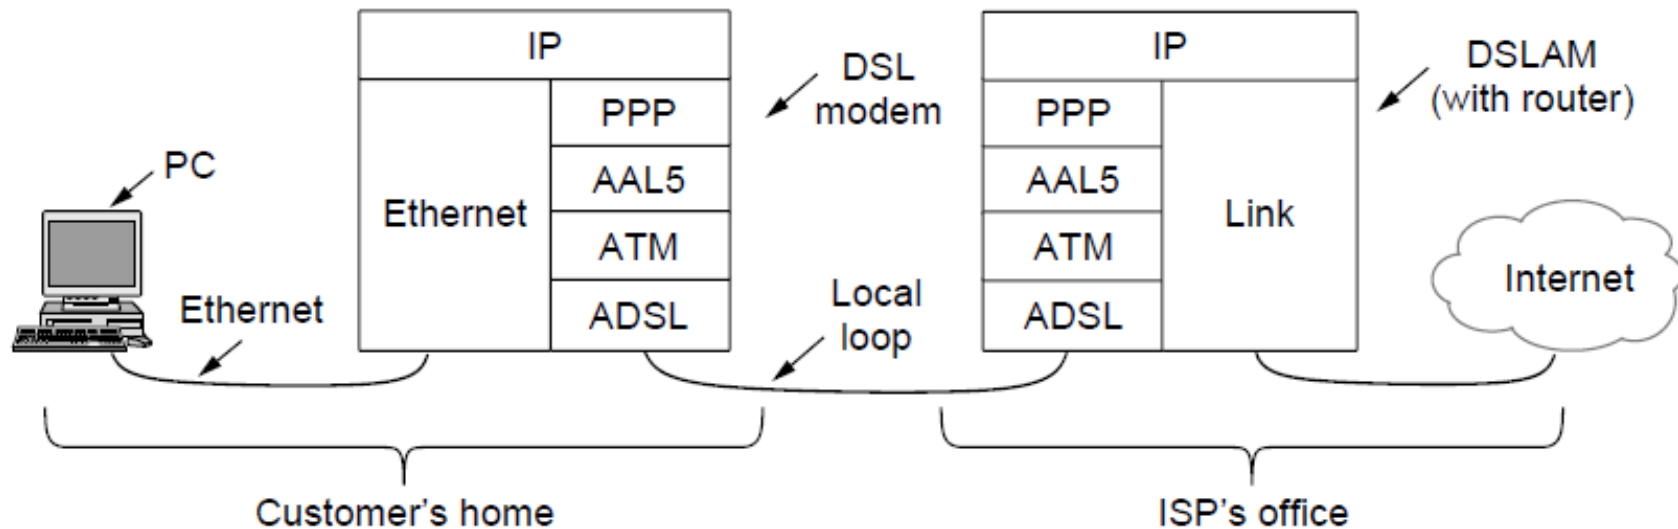 PC
Ethernet
IP
Ethernet
PPP
AAL5
ATM
ADSL
DSL
modem
Local
loop
IP
PPP
AAL5
ATM
ADSL
Link
DSLAM
(with router)
Internet
Customer’s home
ISP’s office